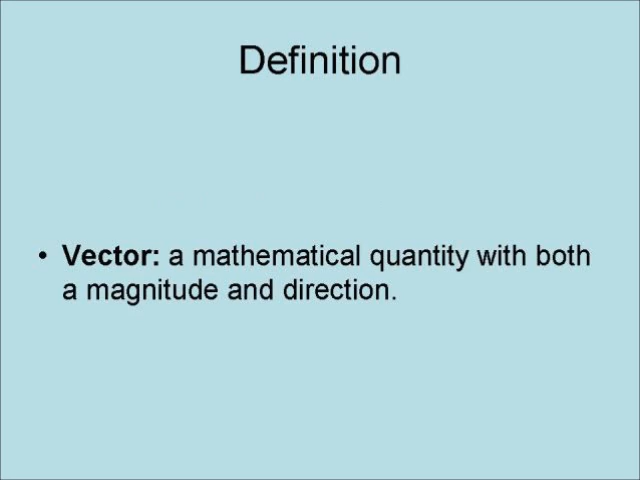 Definition
• Vector: a mathematical quantity with both
a magnitude and direction.